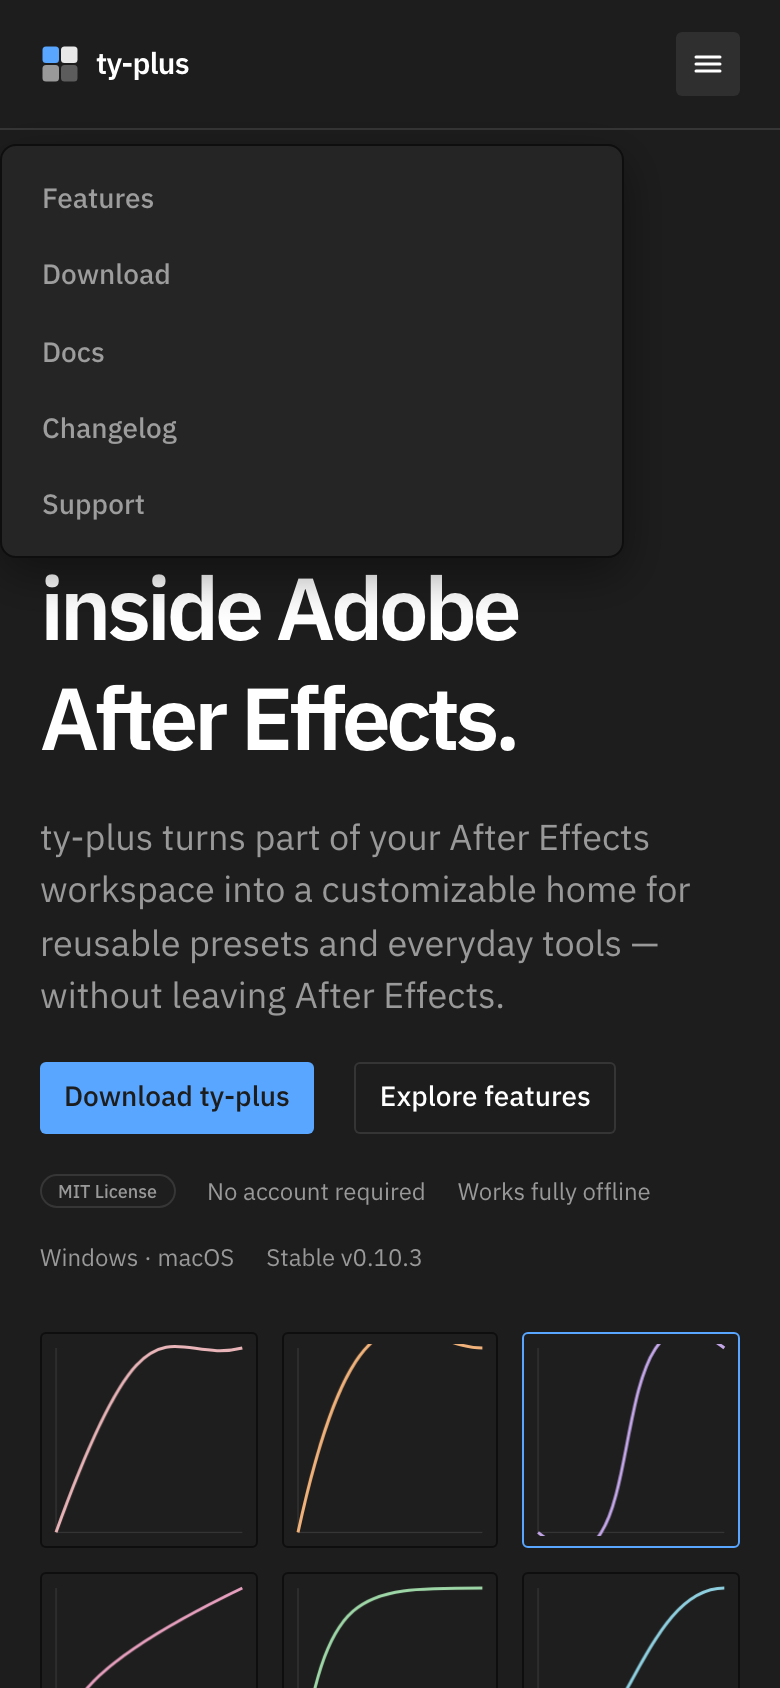 ty-plus
Features
Download
Docs
Changelog
Support
inside Adobe
After Effects.
ty-plus turns part of your After Effects
workspace into a customizable home for
reusable presets and everyday tools —
without leaving After Effects.
Download ty-plus
Explore features
MIT License
No account required
Works fully offline
Windows · macOS
Stable v0.10.3